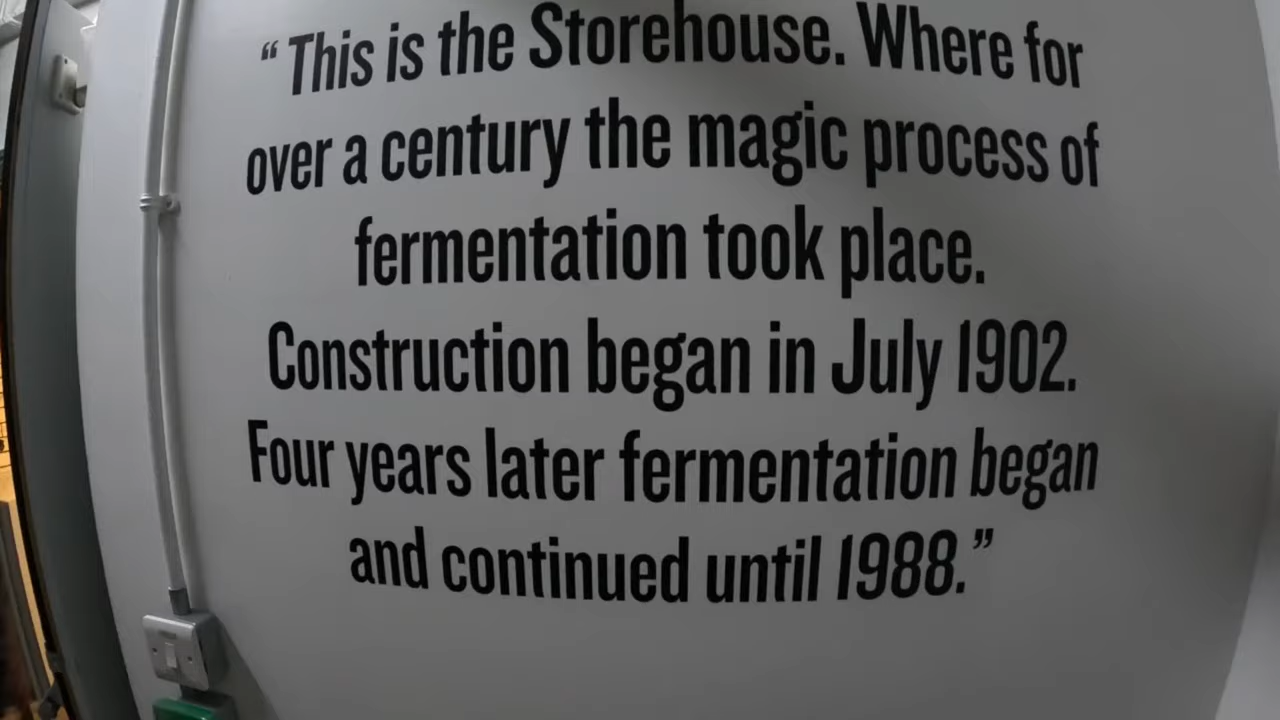 “ This is the Storehouse. Where for
over a century the magic process of
fermentation took place.
Construction began in July 1902.
Four years later fermentation began
and continued until 1988.”